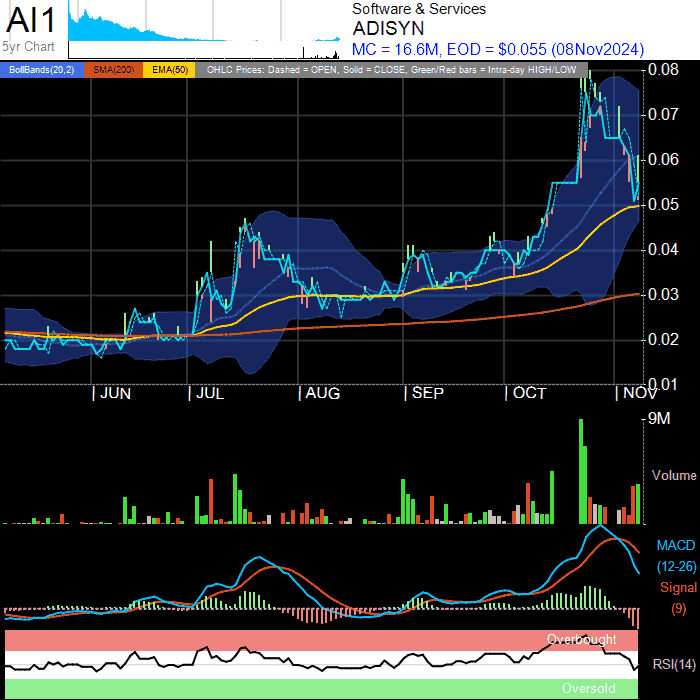 AI1
5yr Chart
Software & Services
ADISYN
MC = 16.6M, EOD = $0.055 (08Nov2024)
BollBands(20,2) SMA(200) EMA(50) OHLC Prices: Dashed = OPEN, Solid = CLOSE, Green/Red bars = Intra-day HIGH/LOW
0.08
0.07
0.06
0.05
0.04
0.03
0.02
0.01
| JUN | JUL | AUG | SEP | OCT | NOV
9M
Volume
MACD
(12-26)
Signal
(9)
Overbought
RSI(14)
Oversold